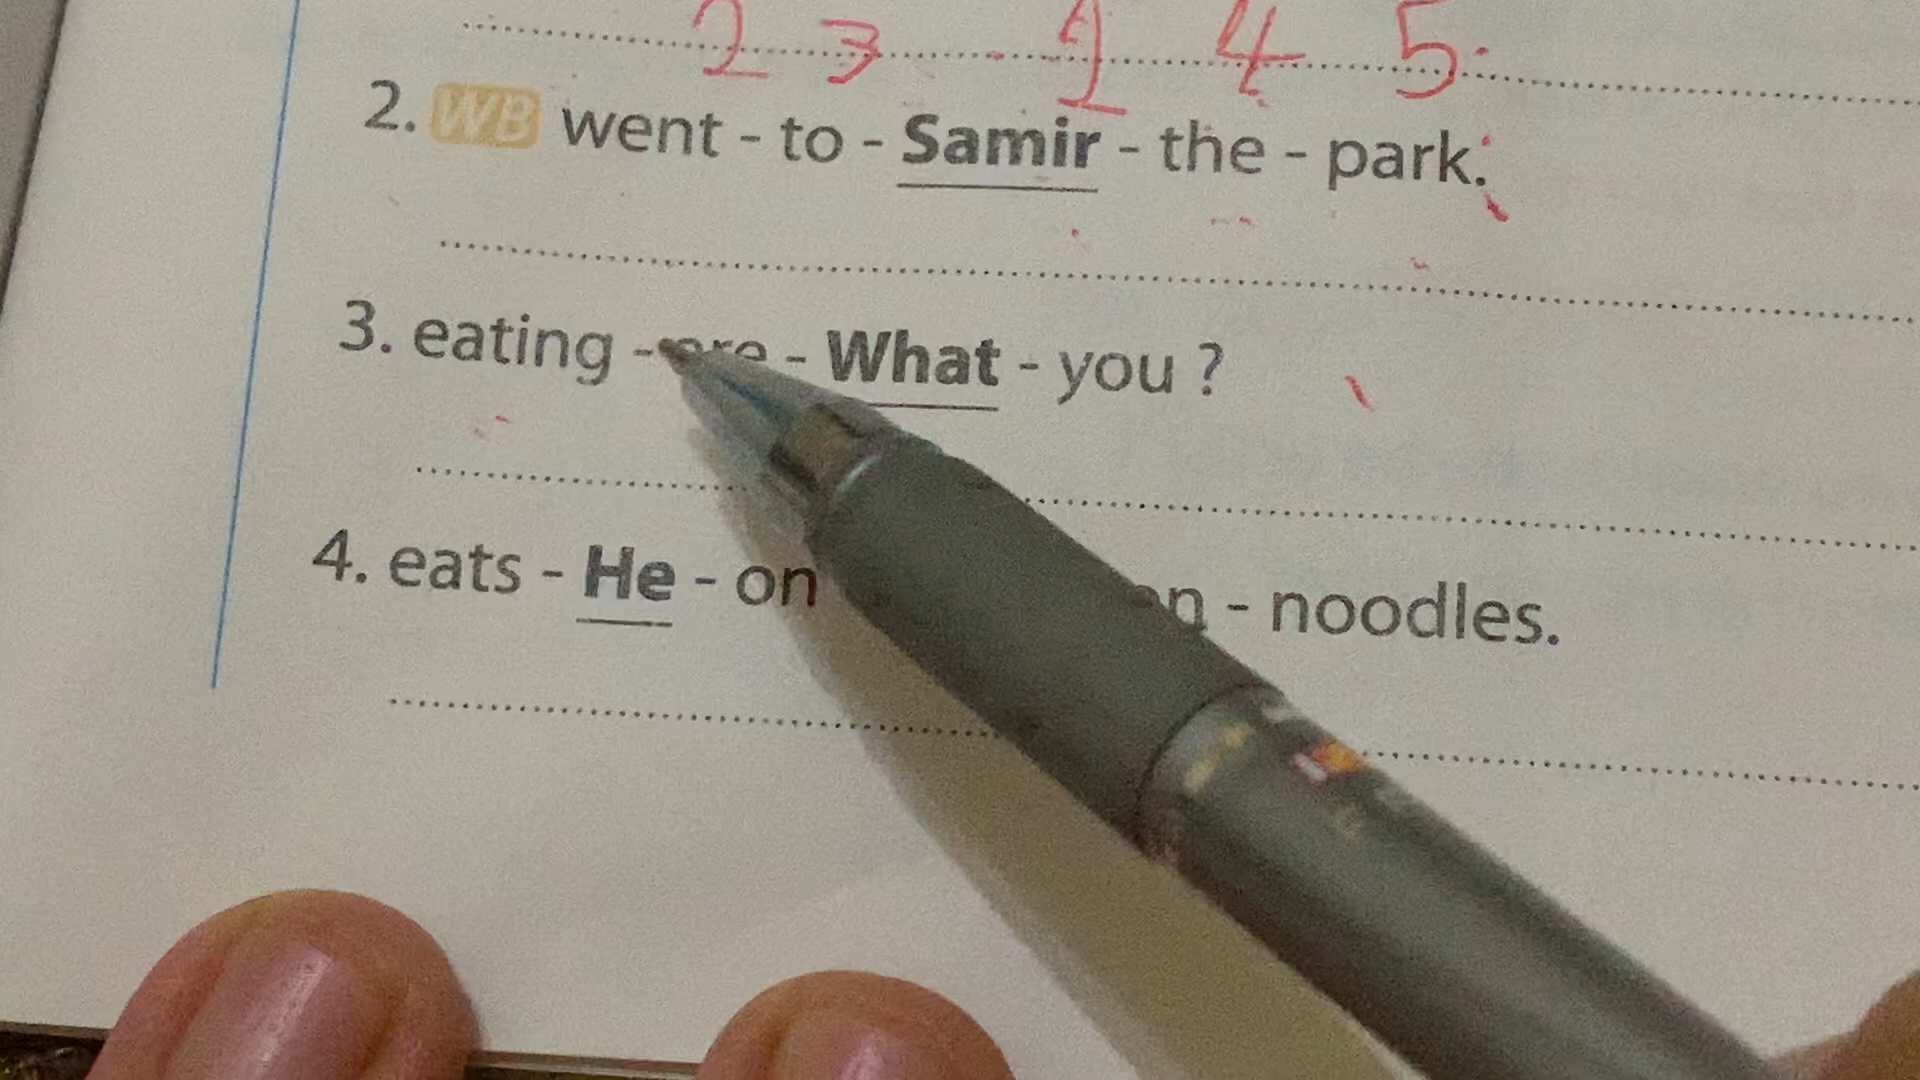 2 3 1 4 5
2. WB went - to - Samir - the - park.
3. eating - are - What - you ?
4. eats - He - on - noodles.